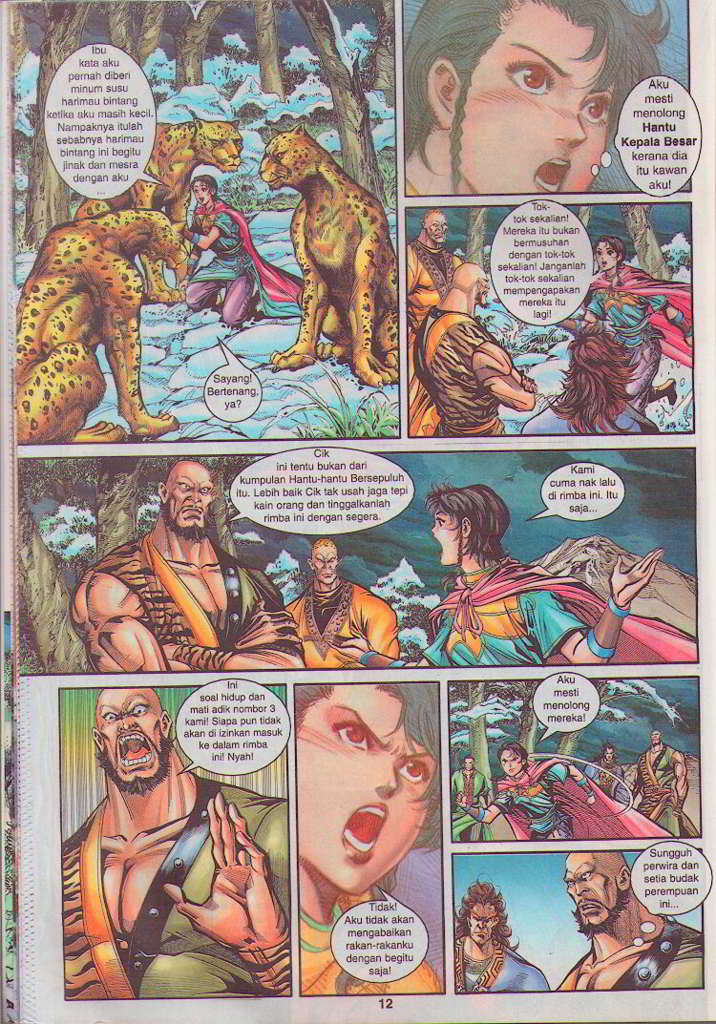 Ibu
kata aku
pernah diberi
minum susu
harimau bintang
ketika aku masih kecil.
Nampaknya itulah
sebabnya harimau
bintang ini begitu
jinak dan mesra
dengan aku
...
Sayang!
Bertenang,
ya?
Aku
mesti
menolong
Hantu
Kepala Besar
kerana dia
itu kawan
aku!
Tok-
tok sekalian!
Mereka itu bukan
bermusuhan
dengan tok-tok
sekalian! Janganlah
tok-tok sekalian
mempengapakan
mereka itu
lagi!
Cik
ini tentu bukan dari
kumpulan Hantu-hantu Bersepuluh
itu. Lebih baik Cik tak usah jaga tepi
kain orang dan tinggalkanlah
rimba ini dengan segera.
Kami
cuma nak lalu
di rimba ini. Itu
saja...
Ini
soal hidup dan
mati adik nombor 3
kami! Siapa pun tidak
akan di izinkan masuk
ke dalam rimba
ini! Nyah!
Tidak!
Aku tidak akan
mengabaikan
rakan-rakanku
dengan begitu
saja!
Aku
mesti
menolong
mereka!
Sungguh
perwira dan
setia budak
perempuan
ini...
12